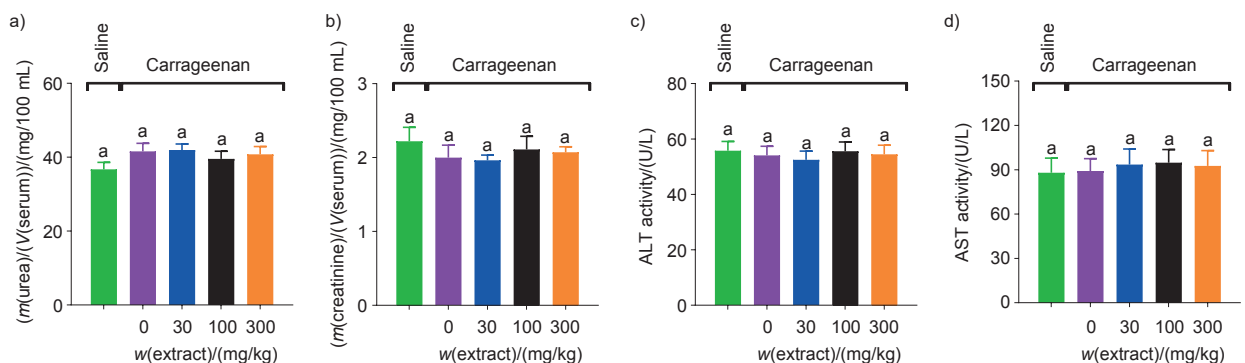 a)
Saline
Carrageenan
(m(urea)/(V(serum))/(mg/100 mL)
60
40
20
0
a a a a a
0 30 100 300
w(extract)/(mg/kg)
b)
Saline
Carrageenan
(m(creatinine)/(V(serum))/(mg/100 mL)
3
2
1
0
a a a a a
0 30 100 300
w(extract)/(mg/kg)
c)
Saline
Carrageenan
ALT activity/(U/L)
80
60
40
20
0
a a a a a
0 30 100 300
w(extract)/(mg/kg)
d)
Saline
Carrageenan
AST activity/(U/L)
150
120
90
60
30
0
a a a a a
0 30 100 300
w(extract)/(mg/kg)